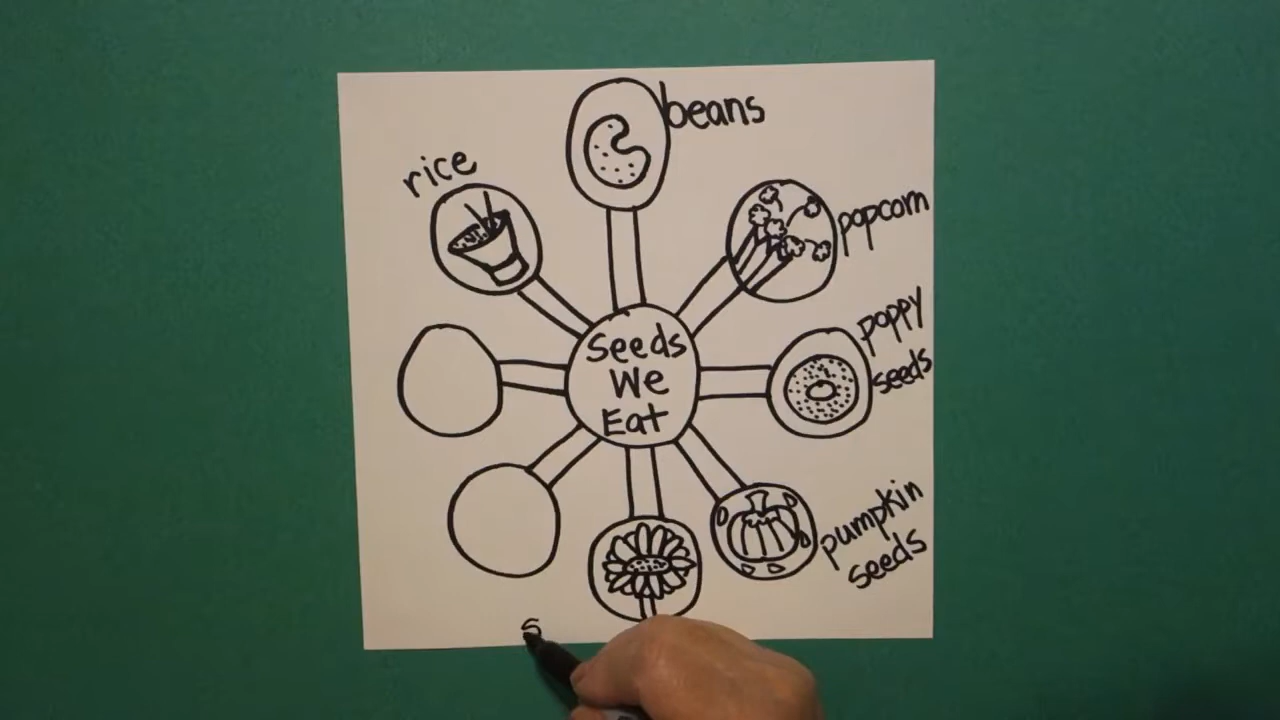 beans
rice
popcorn
Seeds
We
Eat
poppy
seeds
pumpkin
seeds
s